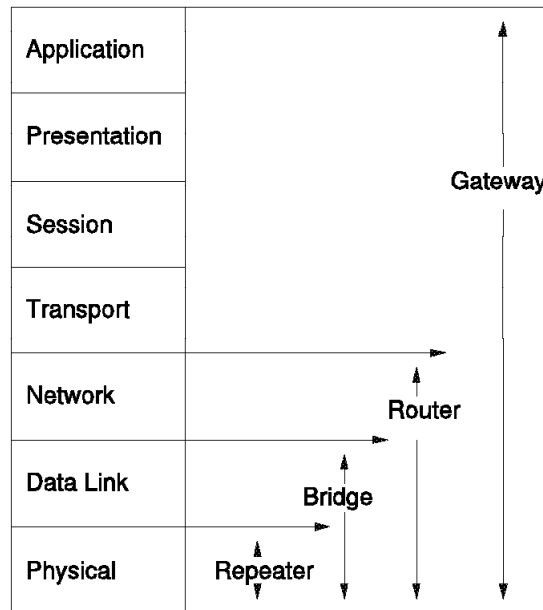 Application
Presentation
Gateway
Session
Transport
Network
Router
Data Link
Bridge
Physical
Repeater